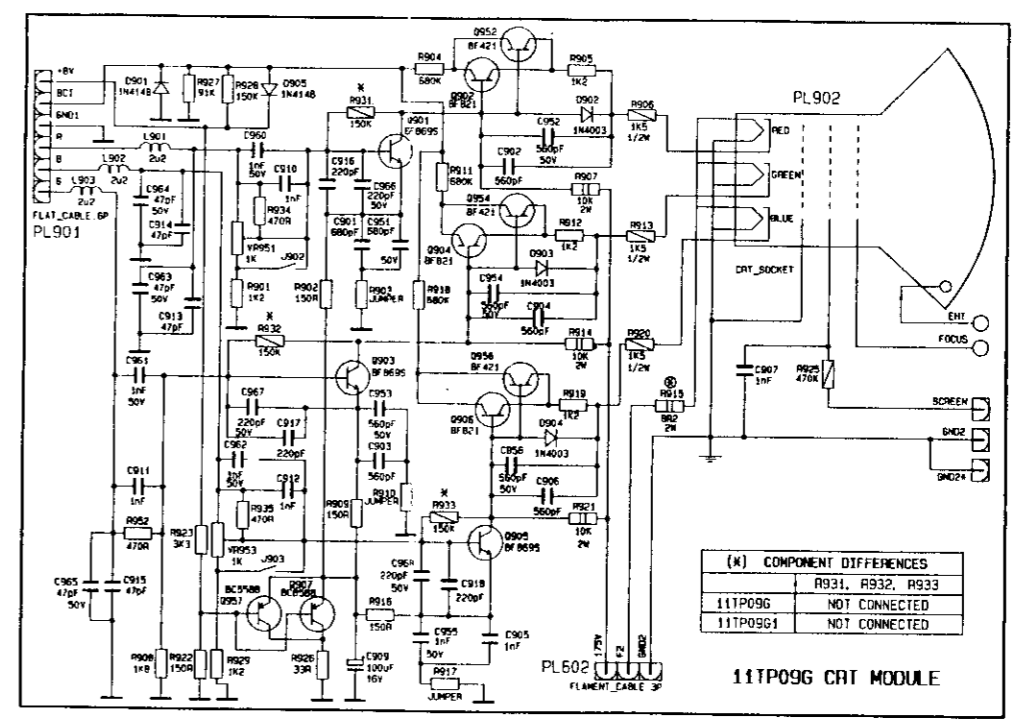 +8V
BCI
GND1
R
B
G
FLAT_CABLE.6P
PL901
D901
1N4148
R927
91K
R928
150K
D905
1N4148
L901
2u2
L902
2u2
L903
2u2
C960
1nF
50V
C910
1nF
R934
470R
VR951
1K
J902
R901
1K2
C964
47pF
50V
C914
47pF
C963
47pF
50V
C913
47pF
*
R931
150K
Q901
BF869S
C916
220pF
C966
220pF
50V
C901
680pF
C951
680pF
50V
R902
150R
R903
JUMPER
R904
680K
Q952
BF421
Q902
BF821
R905
1K2
D902
1N4003
C952
560pF
50V
C902
560pF
R906
1K5
1/2W
R907
10K
2W
R911
680K
Q954
BF421
Q904
BF821
R912
1K2
D903
1N4003
C954
560pF
50V
C904
560pF
R913
1K5
1/2W
R918
680K
R914
10K
2W
*
R932
150K
Q903
BF869S
C961
1nF
50V
C967
220pF
50V
C917
220pF
C953
560pF
50V
C903
560pF
C962
1nF
50V
C912
1nF
C911
1nF
R935
470R
R909
150R
R910
JUMPER
R952
470R
R923
3K3
VR953
1K
J903
C965
47pF
50V
C915
47pF
BC558B
Q957
Q907
BC858B
R908
1K8
R922
150R
R929
1K2
R926
33R
C909
100uF
16V
R916
150R
Q956
BF421
Q906
BF821
R919
1K2
D904
1N4003
C956
560pF
50V
C906
560pF
R920
1K5
1/2W
R921
10K
2W
*
R933
150K
Q905
BF869S
C968
220pF
50V
C918
220pF
C955
1nF
50V
C905
1nF
R917
JUMPER
*
R915
8R2
2W
175V
F2
GND2
PL602
FLAMENT_CABLE_3P
PL902
RED
GREEN
BLUE
CRT_SOCKET
EHT
FOCUS
C907
1nF
R925
470K
SCREEN
GND2
GND2*
(*) COMPONENT DIFFERENCES
R931, R932, R933
11TP09G NOT CONNECTED
11TP09G1 NOT CONNECTED
11TP09G CRT MODULE